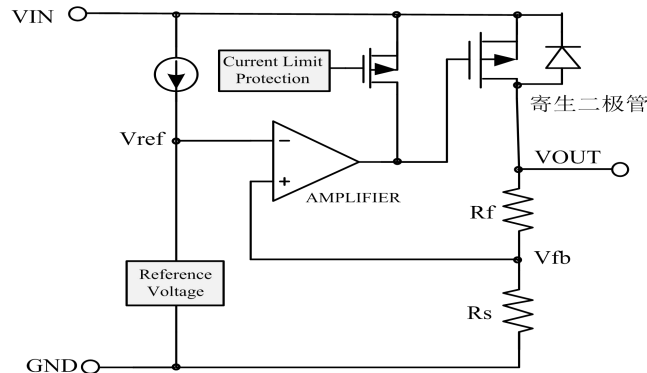 VIN
Current Limit
Protection
寄生二极管
Vref
−
+
AMPLIFIER
VOUT
Rf
Vfb
Reference
Voltage
Rs
GND